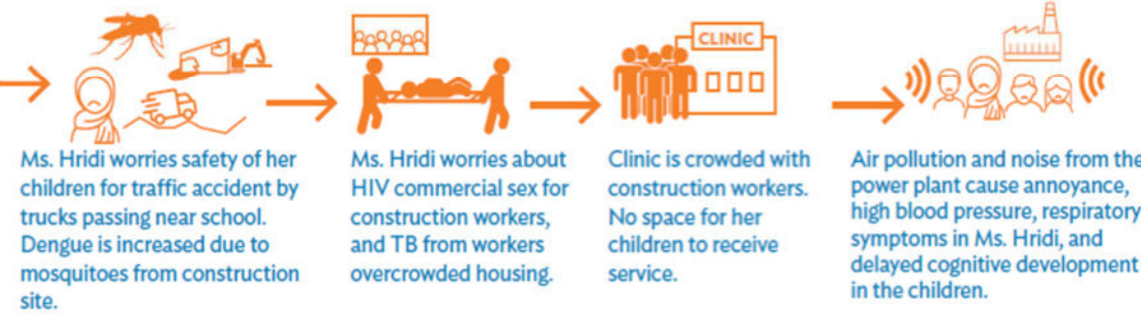 CLINIC
Ms. Hridi worries safety of her
children for traffic accident by
trucks passing near school.
Dengue is increased due to
mosquitoes from construction
site.
Ms. Hridi worries about
HIV commercial sex for
construction workers,
and TB from workers
overcrowded housing.
Clinic is crowded with
construction workers.
No space for her
children to receive
service.
Air pollution and noise from the
power plant cause annoyance,
high blood pressure, respiratory
symptoms in Ms. Hridi, and
delayed cognitive development
in the children.